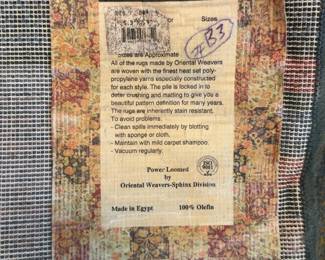 Sizes
#B3
Sizes are Approximate
All of the rugs made by Oriental Weavers
are woven with the finest heat set poly-
propylene yarns especially constructed
for each style. The pile is locked in to
deter crushing and matting to give you a
beautiful pattern definition for many years.
The rugs are inherently stain resistant.
To avoid problems.
- Clean spills immediately by blotting
with sponge or cloth.
- Maintain with mild carpet shampoo.
- Vacuum regularly.
Power Loomed
by
Oriental Weavers-Sphinx Division
Made in Egypt 100% Olefin